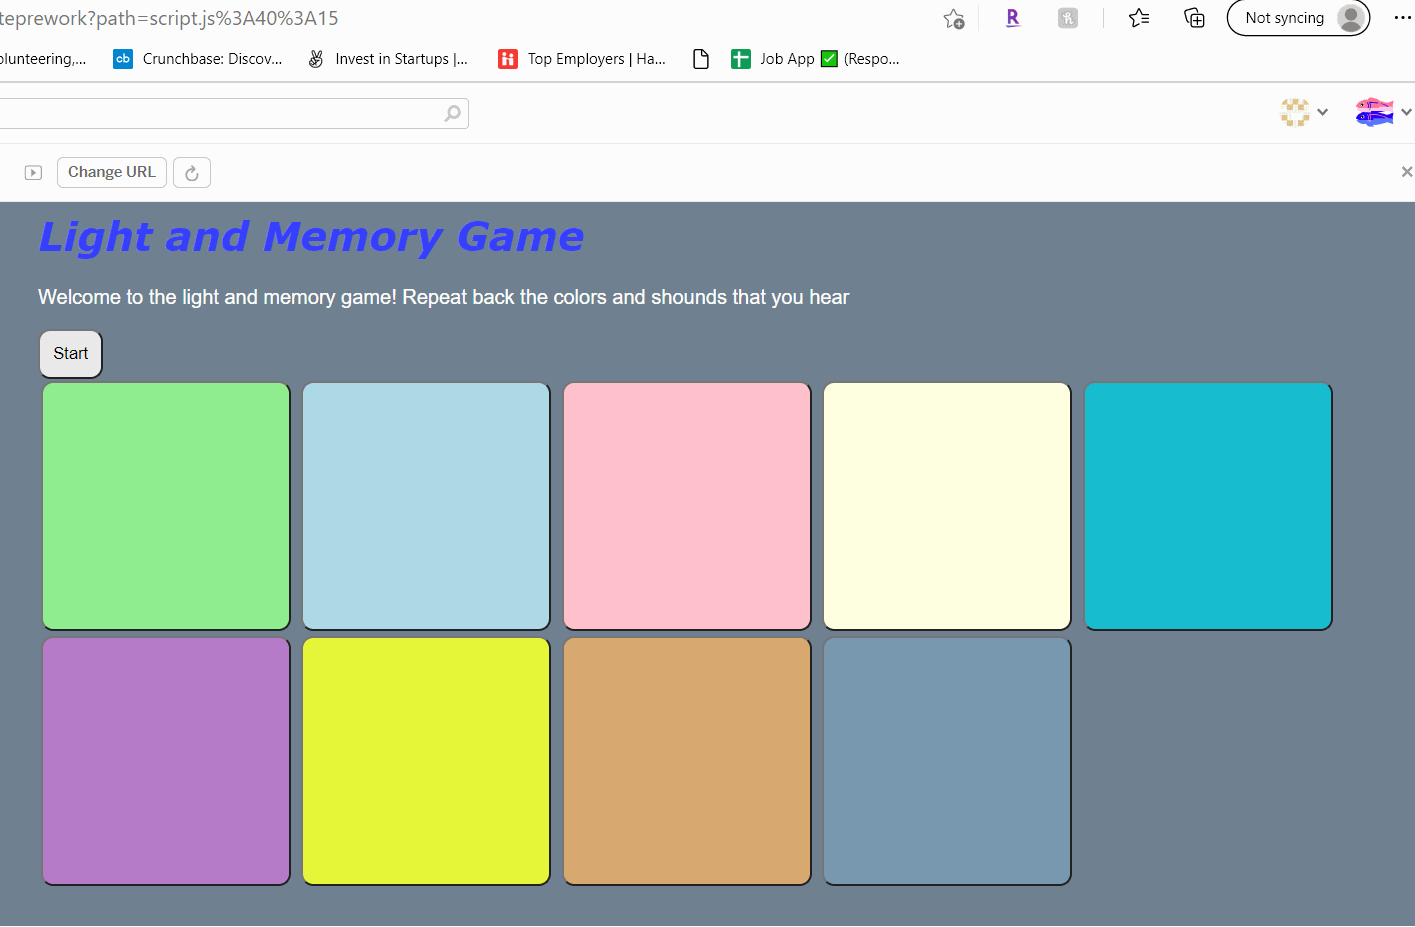 teprework?path=script.js%3A40%3A15
R
Not syncing
olunteering,...
cb Crunchbase: Discov...
Invest in Startups |...
Top Employers | Ha...
Job App ✅ (Respo...
Change URL
Light and Memory Game
Welcome to the light and memory game! Repeat back the colors and shounds that you hear
Start